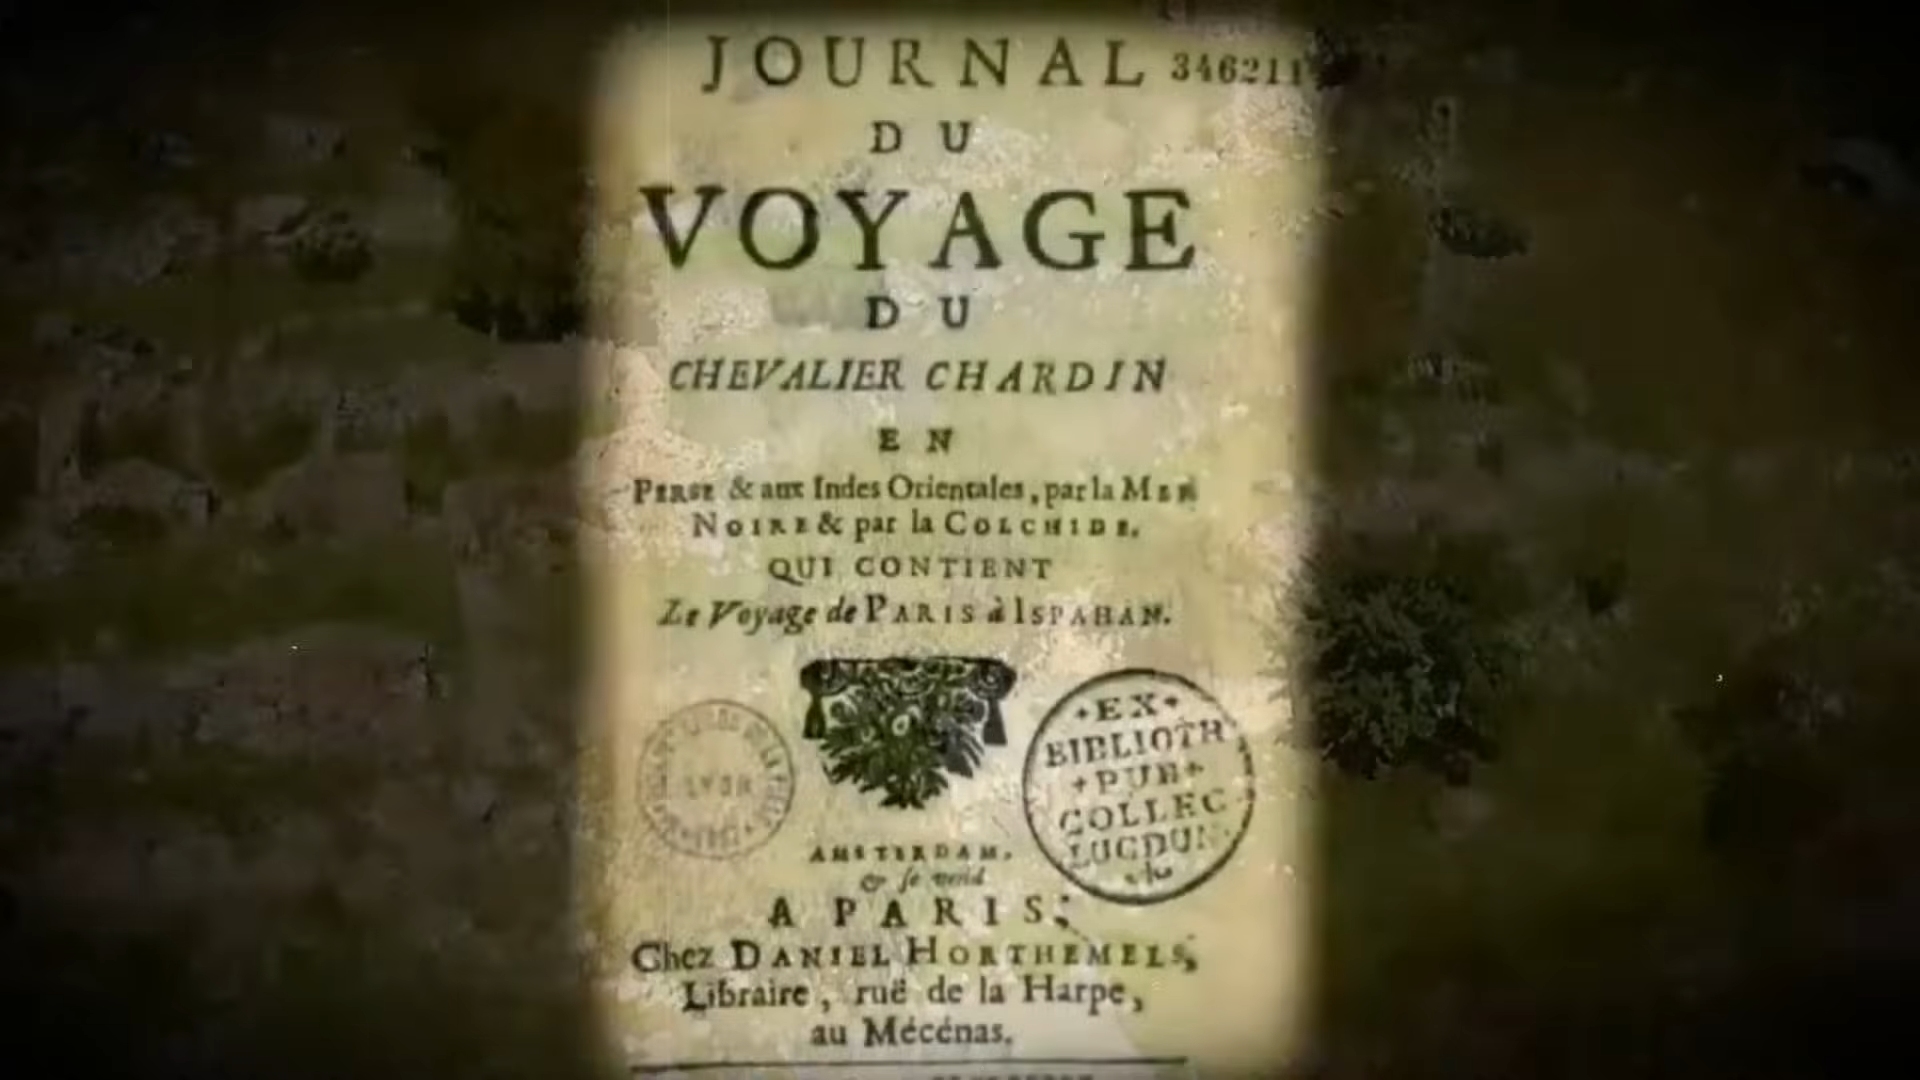 JOURNAL 346211
DU
VOYAGE
DU
CHEVALIER CHARDIN
EN
PERSE & aux Indes Orientales, par la MER
NOIRE & par la COLCHIDE.
QUI CONTIENT
Le Voyage de PARIS à ISPAHAN.
LYON
+EX+
BIBLIOTH
+PUB+
COLLEC
LUGDUN
AMSTERDAM,
& se vend
A PARIS,
Chez DANIEL HORTHEMELS,
Libraire, ruë de la Harpe,
au Mécénas.